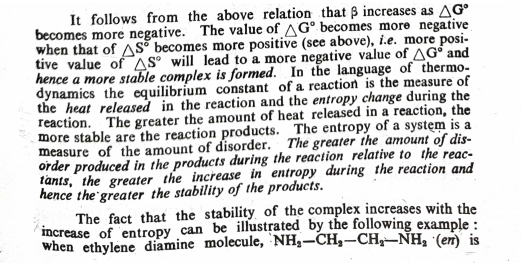 It follows from the above relation that β increases as △G°
becomes more negative. The value of △G° becomes more negative
when that of △S° becomes more positive (see above), i.e. more posi-
tive value of △S° will lead to a more negative value of △G° and
hence a more stable complex is formed. In the language of thermo-
dynamics the equilibrium constant of a reaction is the measure of
the heat released in the reaction and the entropy change during the
reaction. The greater the amount of heat released in a reaction, the
more stable are the reaction products. The entropy of a system is a
measure of the amount of disorder. The greater the amount of dis-
order produced in the products during the reaction relative to the reac-
tants, the greater the increase in entropy during the reaction and
hence the greater the stability of the products.
The fact that the stability of the complex increases with the
increase of entropy can be illustrated by the following example :
when ethylene diamine molecule, NH₂—CH₂—CH₂—NH₂ (en) is